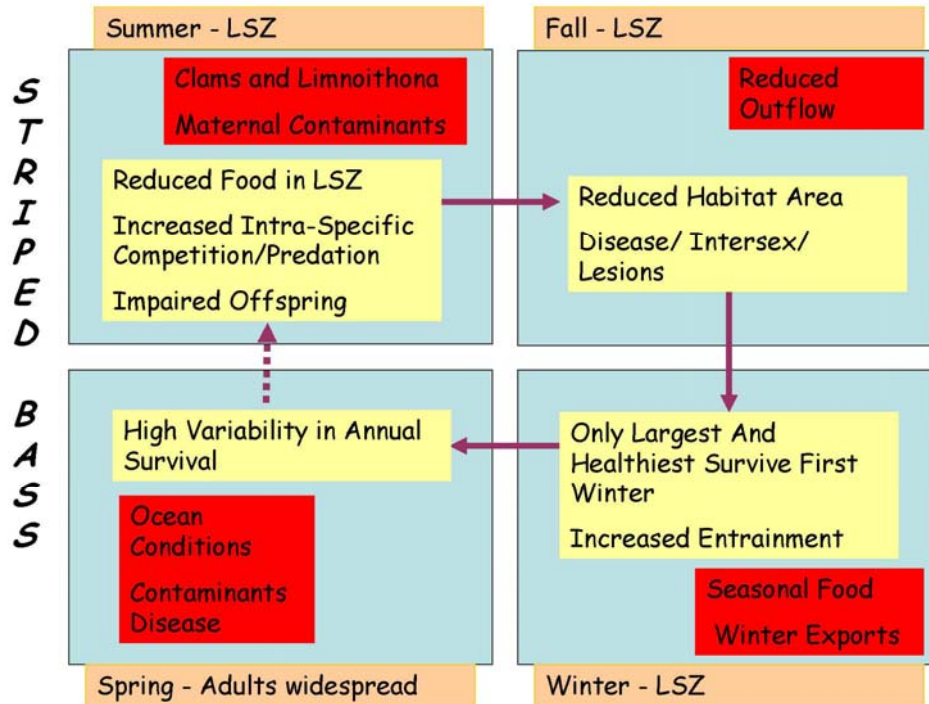 STRIPED
BASS
Summer - LSZ
Clams and Limnoithona
Maternal Contaminants
Reduced Food in LSZ
Increased Intra-Specific
Competition/Predation
Impaired Offspring
Fall - LSZ
Reduced
Outflow
Reduced Habitat Area
Disease/ Intersex/
Lesions
High Variability in Annual
Survival
Ocean
Conditions
Contaminants
Disease
Spring - Adults widespread
Only Largest And
Healthiest Survive First
Winter
Increased Entrainment
Seasonal Food
Winter Exports
Winter - LSZ